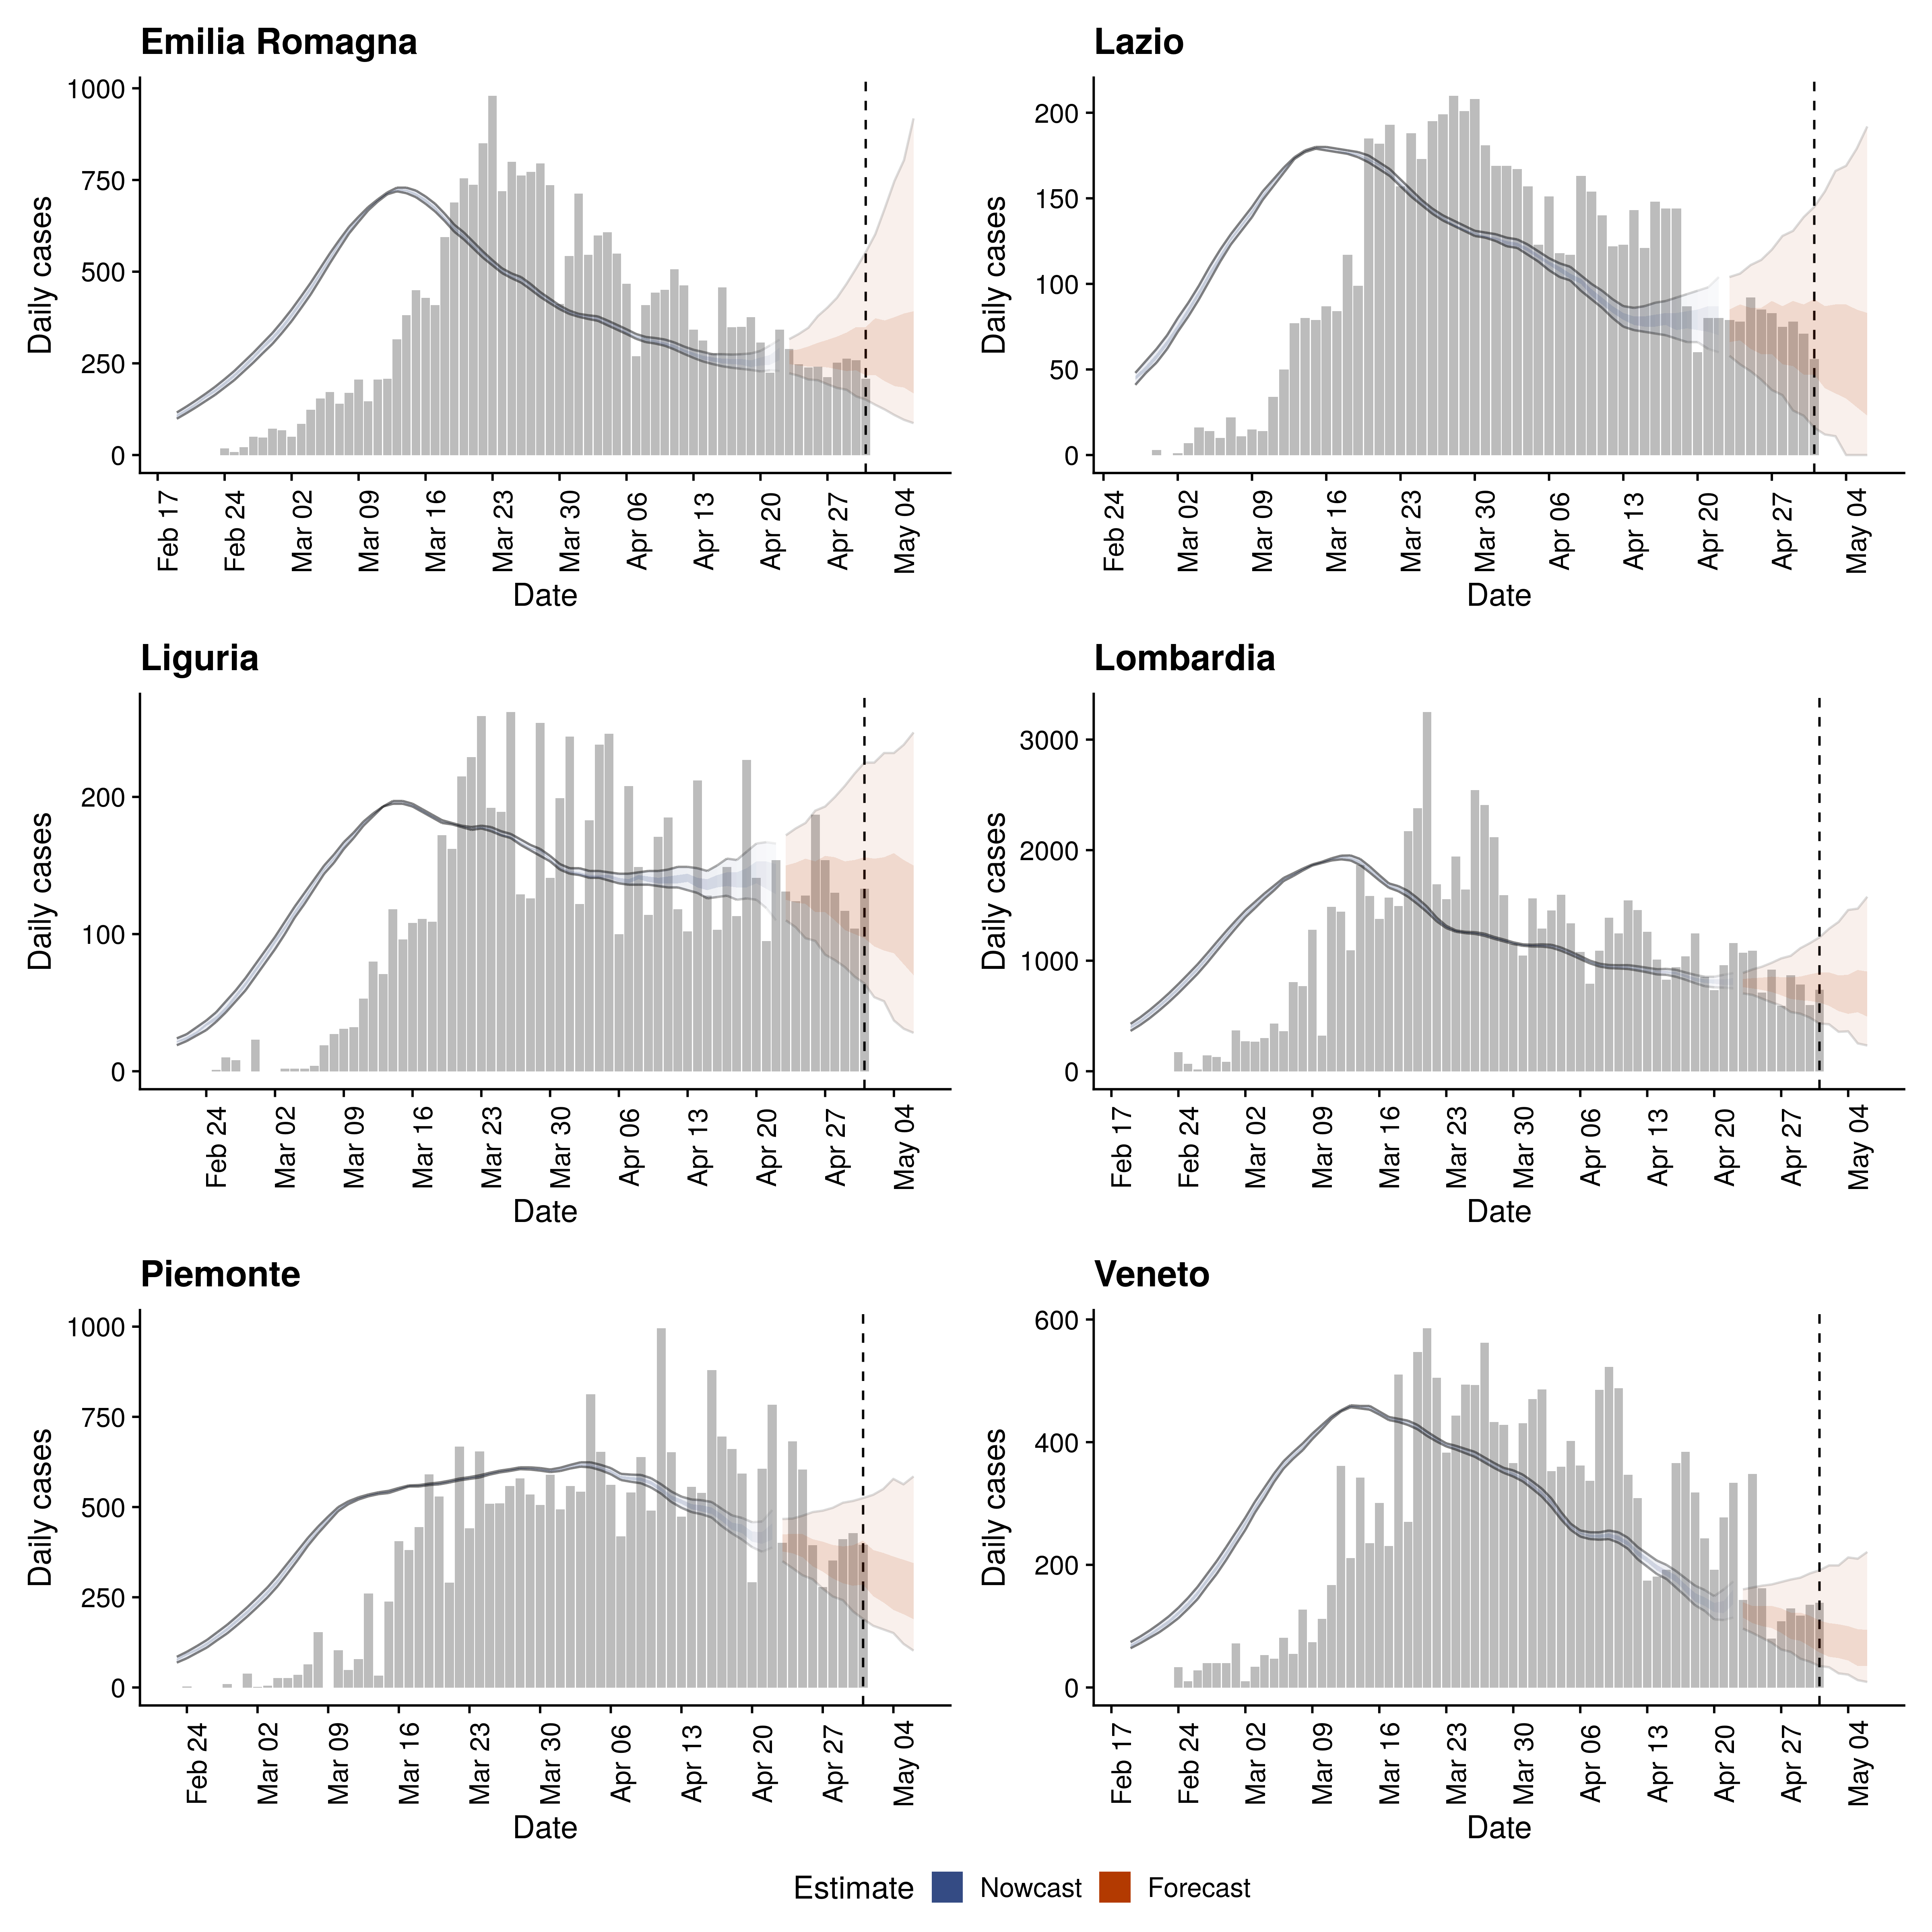 Emilia Romagna
Daily cases
1000
750
500
250
0
Feb 17
Feb 24
Mar 02
Mar 09
Mar 16
Mar 23
Mar 30
Apr 06
Apr 13
Apr 20
Apr 27
May 04
Date
Lazio
Daily cases
200
150
100
50
0
Feb 24
Mar 02
Mar 09
Mar 16
Mar 23
Mar 30
Apr 06
Apr 13
Apr 20
Apr 27
May 04
Date
Liguria
Daily cases
200
100
0
Feb 24
Mar 02
Mar 09
Mar 16
Mar 23
Mar 30
Apr 06
Apr 13
Apr 20
Apr 27
May 04
Date
Lombardia
Daily cases
3000
2000
1000
0
Feb 17
Feb 24
Mar 02
Mar 09
Mar 16
Mar 23
Mar 30
Apr 06
Apr 13
Apr 20
Apr 27
May 04
Date
Piemonte
Daily cases
1000
750
500
250
0
Feb 24
Mar 02
Mar 09
Mar 16
Mar 23
Mar 30
Apr 06
Apr 13
Apr 20
Apr 27
May 04
Date
Veneto
Daily cases
600
400
200
0
Feb 17
Feb 24
Mar 02
Mar 09
Mar 16
Mar 23
Mar 30
Apr 06
Apr 13
Apr 20
Apr 27
May 04
Date
Estimate Nowcast Forecast